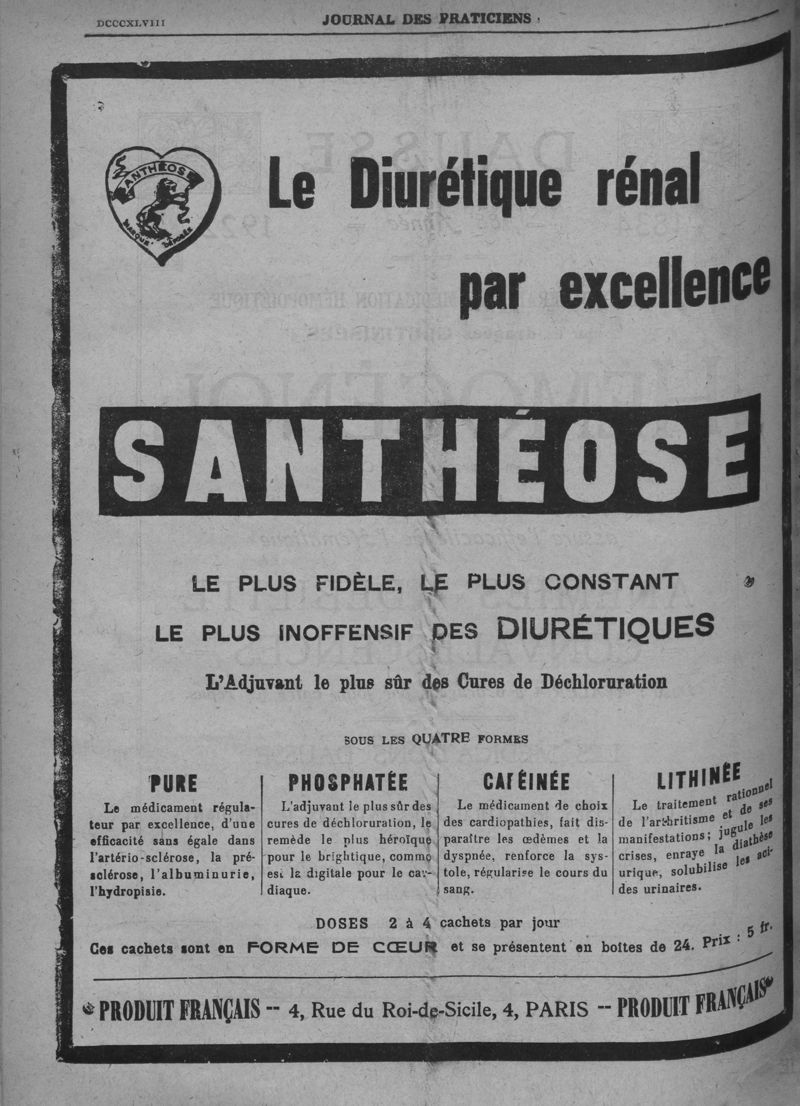 DCCCXLVIII
JOURNAL DES PRATICIENS
SANTHÉOSE
MARQUE DÉPOSÉE
Le Diurétique rénal
par excellence
SANTHÉOSE
LE PLUS FIDÈLE, LE PLUS CONSTANT
LE PLUS INOFFENSIF DES DIURÉTIQUES
L'Adjuvant le plus sûr des Cures de Déchloruration
SOUS LES QUATRE FORMES
PURE
Le médicament régula-
teur par excellence, d'une
efficacité sans égale dans
l'artério-sclérose, la pré-
sclérose, l'albuminurie,
l'hydropisie.
PHOSPHATÉE
L'adjuvant le plus sûr des
cures de déchloruration, le
remède le plus héroïque
pour le brightique, comme
est la digitale pour le car-
diaque.
CAFÉINÉE
Le médicament de choix
des cardiopathies, fait dis-
paraître les œdèmes et la
dyspnée, renforce la sys-
tole, régularise le cours du
sang.
LITHINÉE
Le traitement rationnel
de l'arthritisme et de ses
manifestations; jugule les
crises, enraye la diathèse
urique, solubilise les aci-
des urinaires.
DOSES 2 à 4 cachets par jour
Ces cachets sont en FORME DE CŒUR et se présentent en boîtes de 24. Prix : 5 fr.
PRODUIT FRANÇAIS -- 4, Rue du Roi-de-Sicile, 4, PARIS -- PRODUIT FRANÇAIS